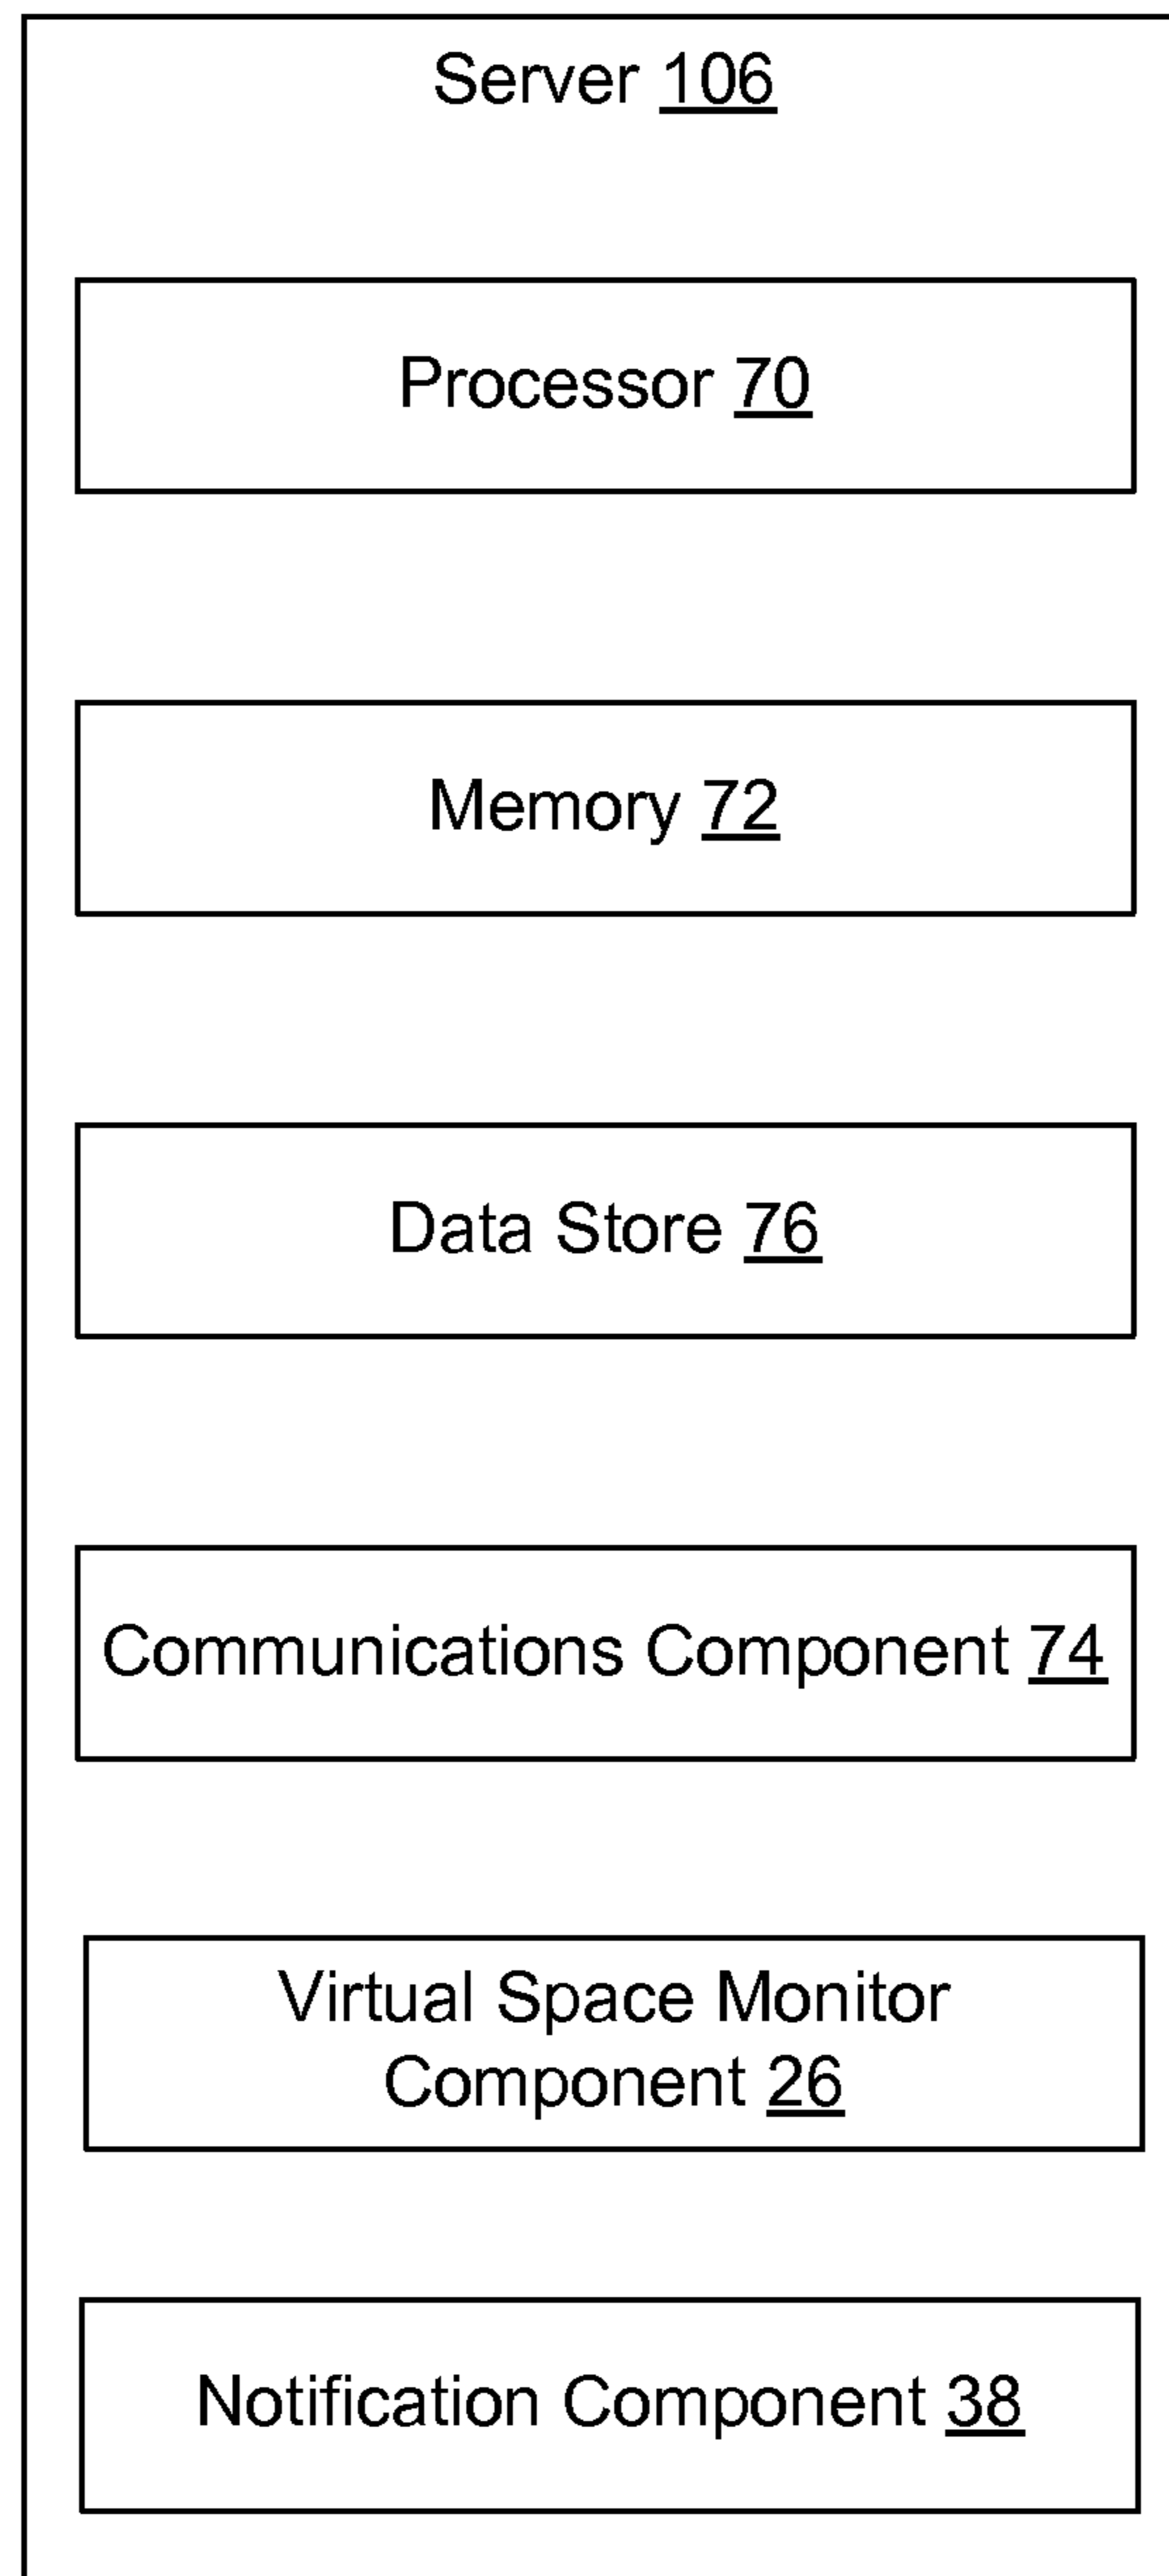 Server 106
Processor 70
Memory 72
Data Store 76
Communications Component 74
Virtual Space Monitor
Component 26
Notification Component 38